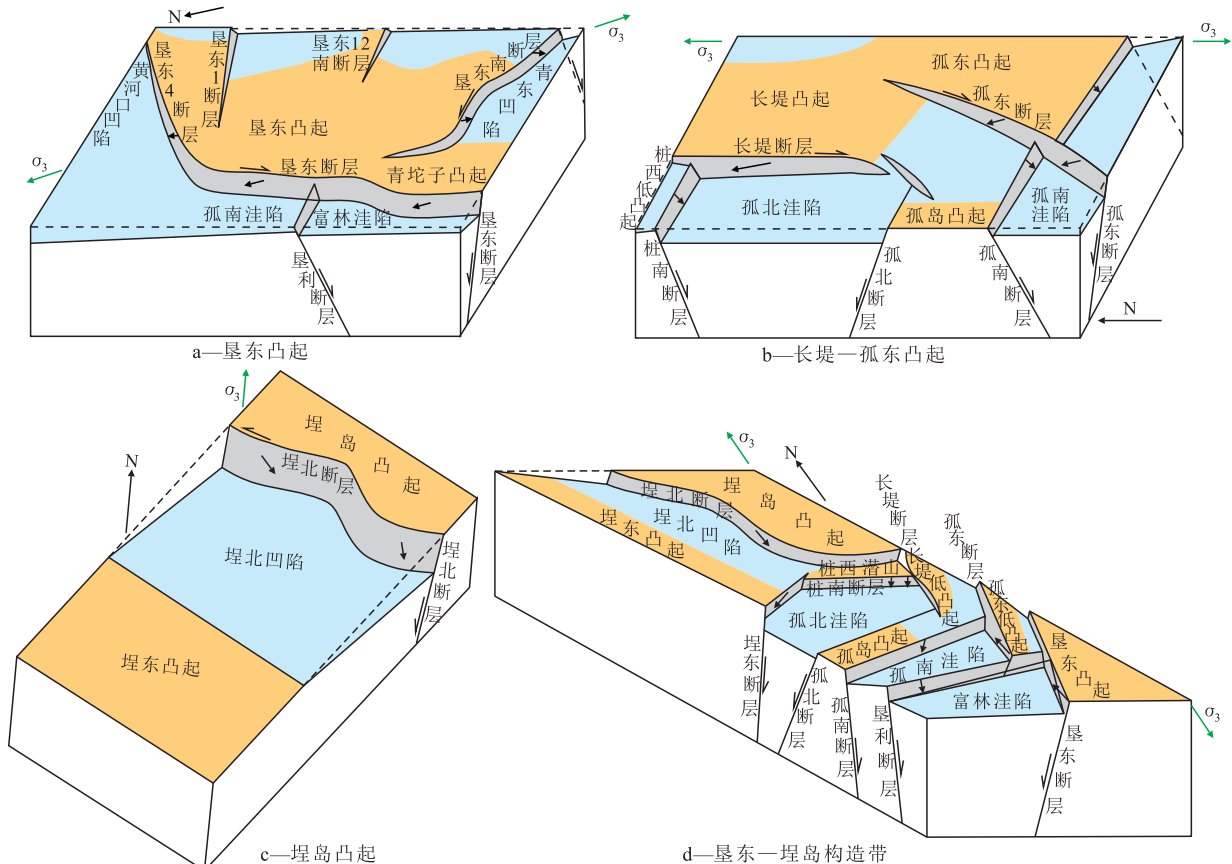 N
σ3
黄河口凹陷
垦东4断层
垦东1断层
垦东12
南断层
垦东南断层
青东凹陷
垦东凸起
σ3
垦东断层
青坨子凸起
孤南洼陷
富林洼陷
垦利断层
垦东断层
a—垦东凸起
σ3
σ3
孤东凸起
长堤凸起
孤东断层
长堤断层
桩西低凸起
孤北洼陷
孤岛凸起
孤南
洼陷
桩南断层
孤北断层
孤南断层
孤东断层
N
b—长堤—孤东凸起
σ3
N
埕岛凸起
埕北断层
埕北凹陷
埕北断层
埕东凸起
c—埕岛凸起
σ3
N
埕北断层
埕岛凸起
埕东凸起
埕北凹陷
长堤断层
孤东断层
桩西潜山
桩南断层
长堤低凸起
孤北洼陷
孤岛凸起
孤东低凸起
孤南洼陷
垦东凸起
富林洼陷
σ3
埕东断层
孤北断层
孤南断层
垦利断层
垦东断层
d—垦东—埕岛构造带